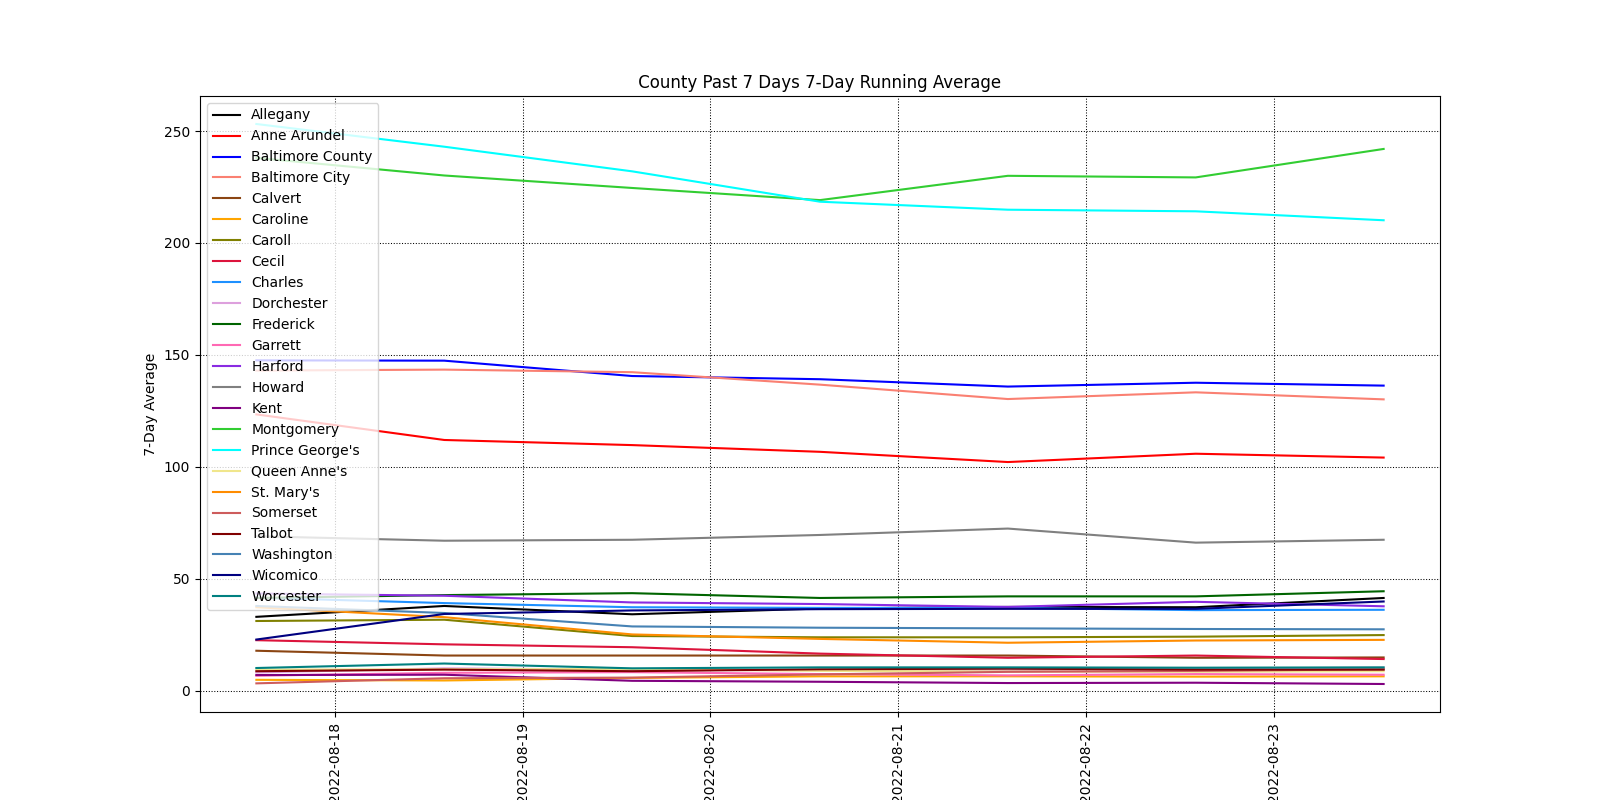 County Past 7 Days 7-Day Running Average
7-Day Average
250
200
150
100
50
0
Allegany
Anne Arundel
Baltimore County
Baltimore City
Calvert
Caroline
Caroll
Cecil
Charles
Dorchester
Frederick
Garrett
Harford
Howard
Kent
Montgomery
Prince George's
Queen Anne's
St. Mary's
Somerset
Talbot
Washington
Wicomico
Worcester
2022-08-18
2022-08-19
2022-08-20
2022-08-21
2022-08-22
2022-08-23